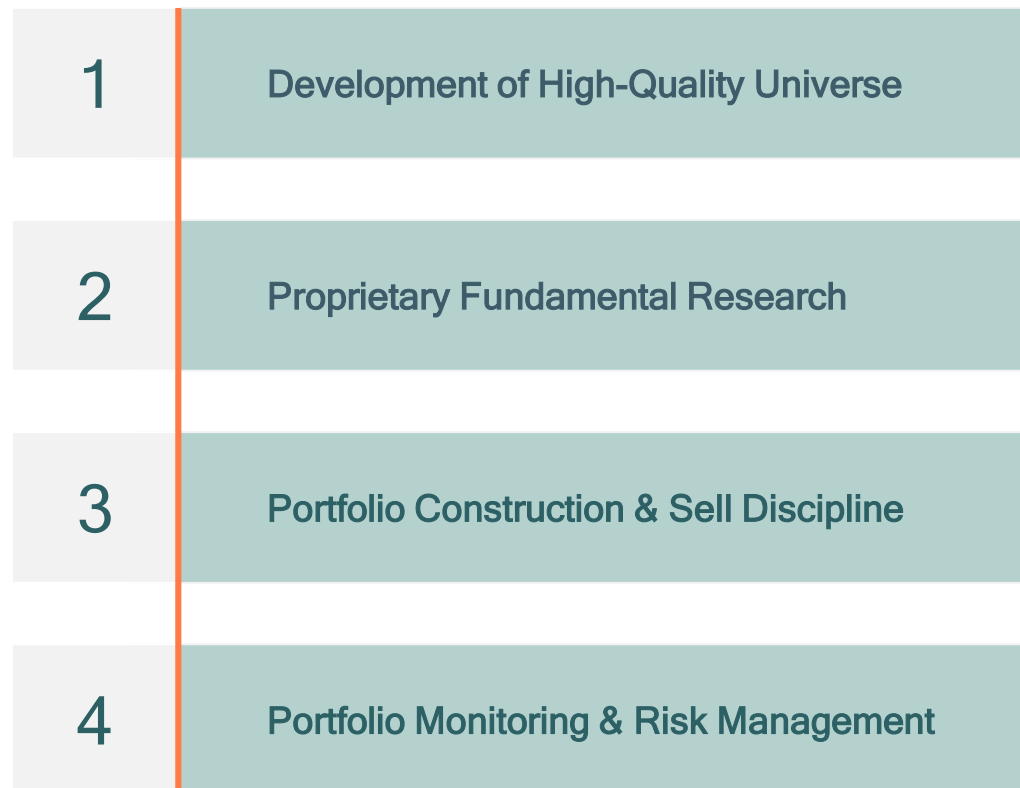 1
Development of High-Quality Universe
2
Proprietary Fundamental Research
3
Portfolio Construction & Sell Discipline
4
Portfolio Monitoring & Risk Management